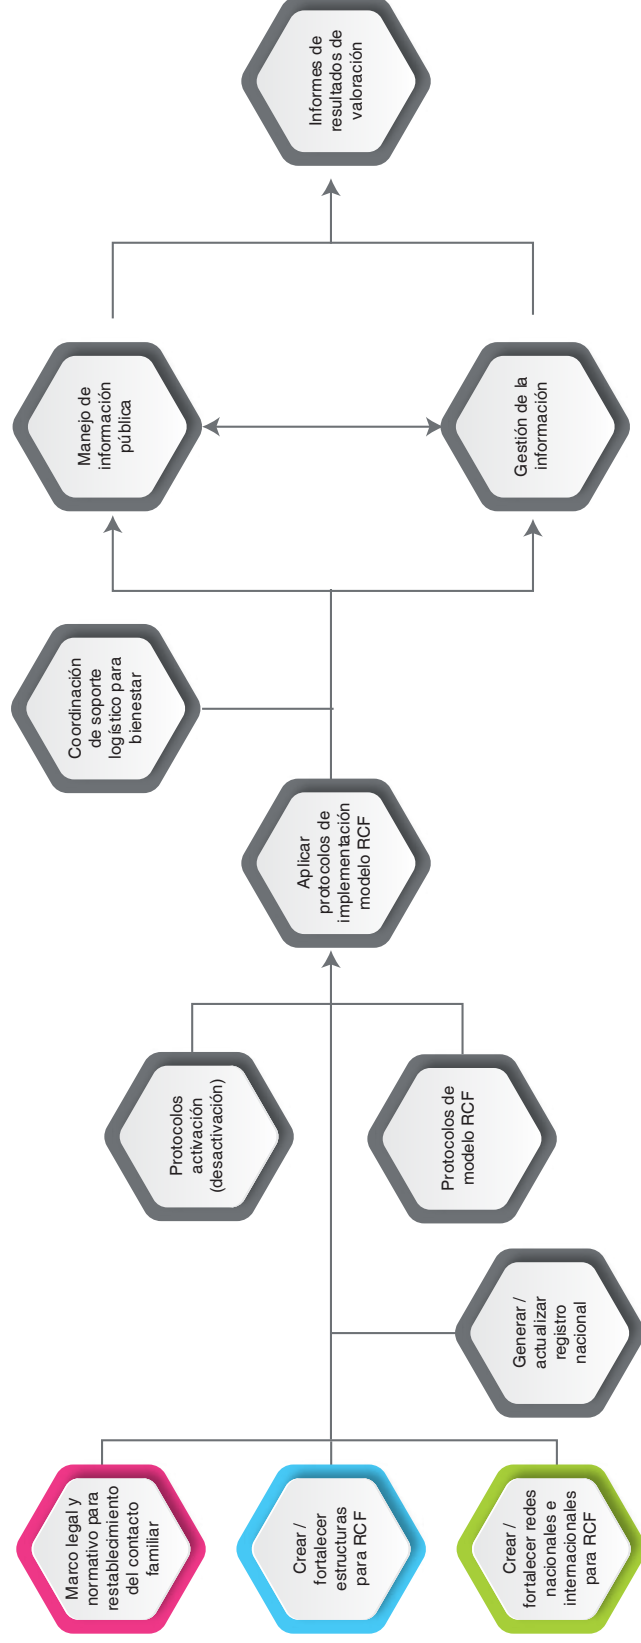 Marco legal y
normativo para
restablecimiento
del contacto
familiar
Crear /
fortalecer
estructuras
para RCF
Crear /
fortalecer redes
nacionales e
internacionales
para RCF
Generar /
actualizar
registro
nacional
Protocolos
activación
(desactivación)
Protocolos de
modelo RCF
Aplicar
protocolos de
implementación
modelo RCF
Coordinación
de soporte
logístico para
bienestar
Manejo de
información
pública
Gestión de la
información
Informes de
resultados de
valoración